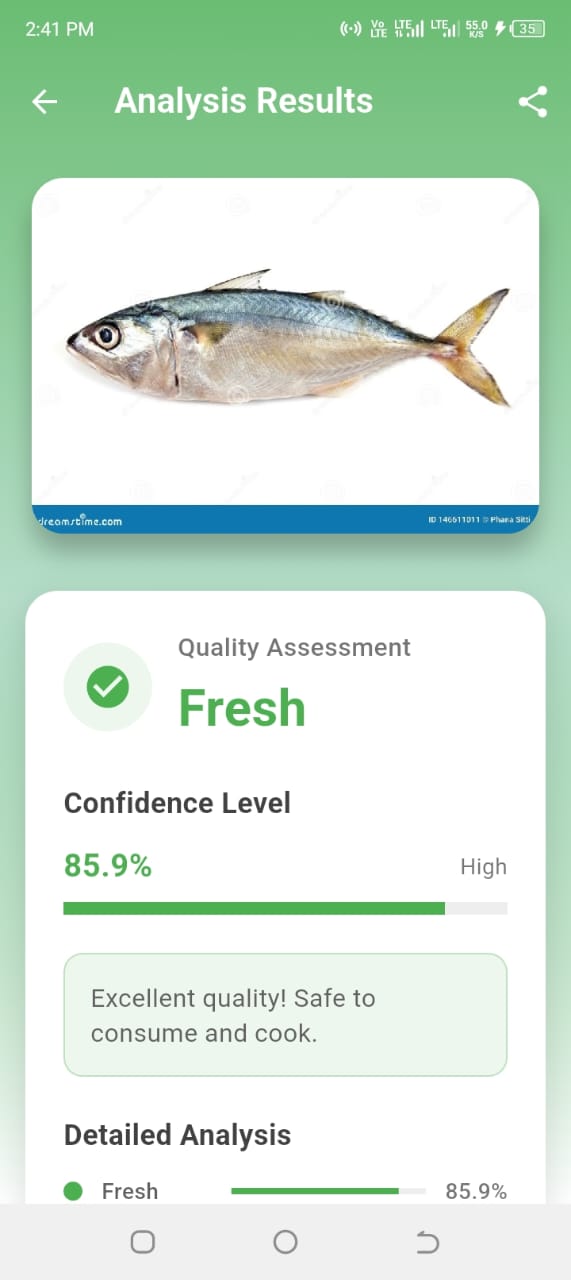 2:41 PM
Vo LTE LTE LTE 55.0 K/S 35
Analysis Results
dreamstime.com
ID 146611011 © Phana Sitti
Quality Assessment
Fresh
Confidence Level
85.9% High
Excellent quality! Safe to
consume and cook.
Detailed Analysis
Fresh 85.9%